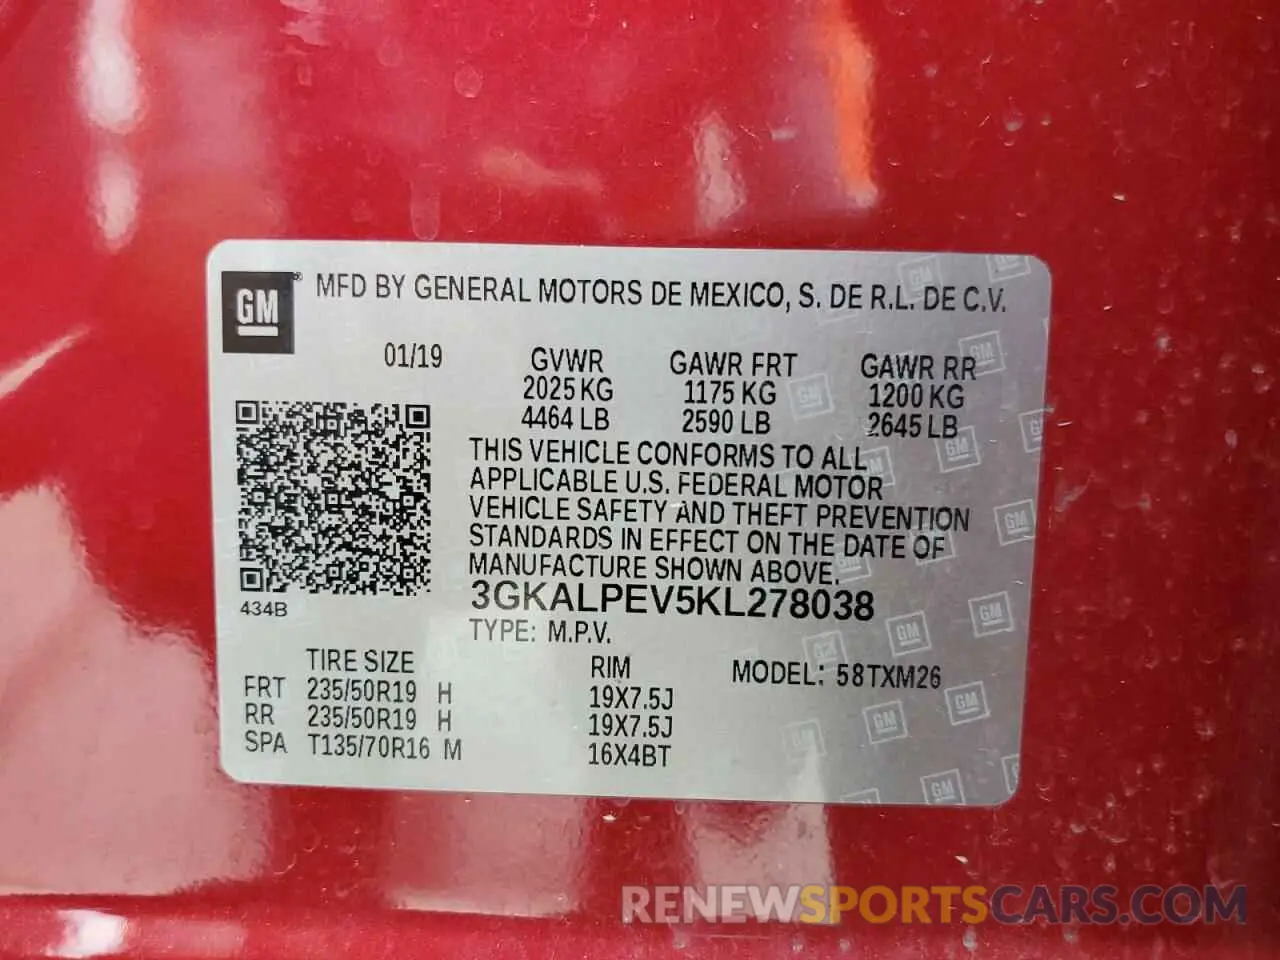 GM® MFD BY GENERAL MOTORS DE MEXICO, S. DE R.L. DE C.V.
01/19 GVWR GAWR FRT GAWR RR
2025 KG 1175 KG 1200 KG
4464 LB 2590 LB 2645 LB
THIS VEHICLE CONFORMS TO ALL
APPLICABLE U.S. FEDERAL MOTOR
VEHICLE SAFETY AND THEFT PREVENTION
STANDARDS IN EFFECT ON THE DATE OF
MANUFACTURE SHOWN ABOVE.
434B
3GKALPEV5KL278038
TYPE: M.P.V.
TIRE SIZE RIM MODEL: 58TXM26
FRT 235/50R19 H 19X7.5J
RR 235/50R19 H 19X7.5J
SPA T135/70R16 M 16X4BT
RENEWSPORTSCARS.COM